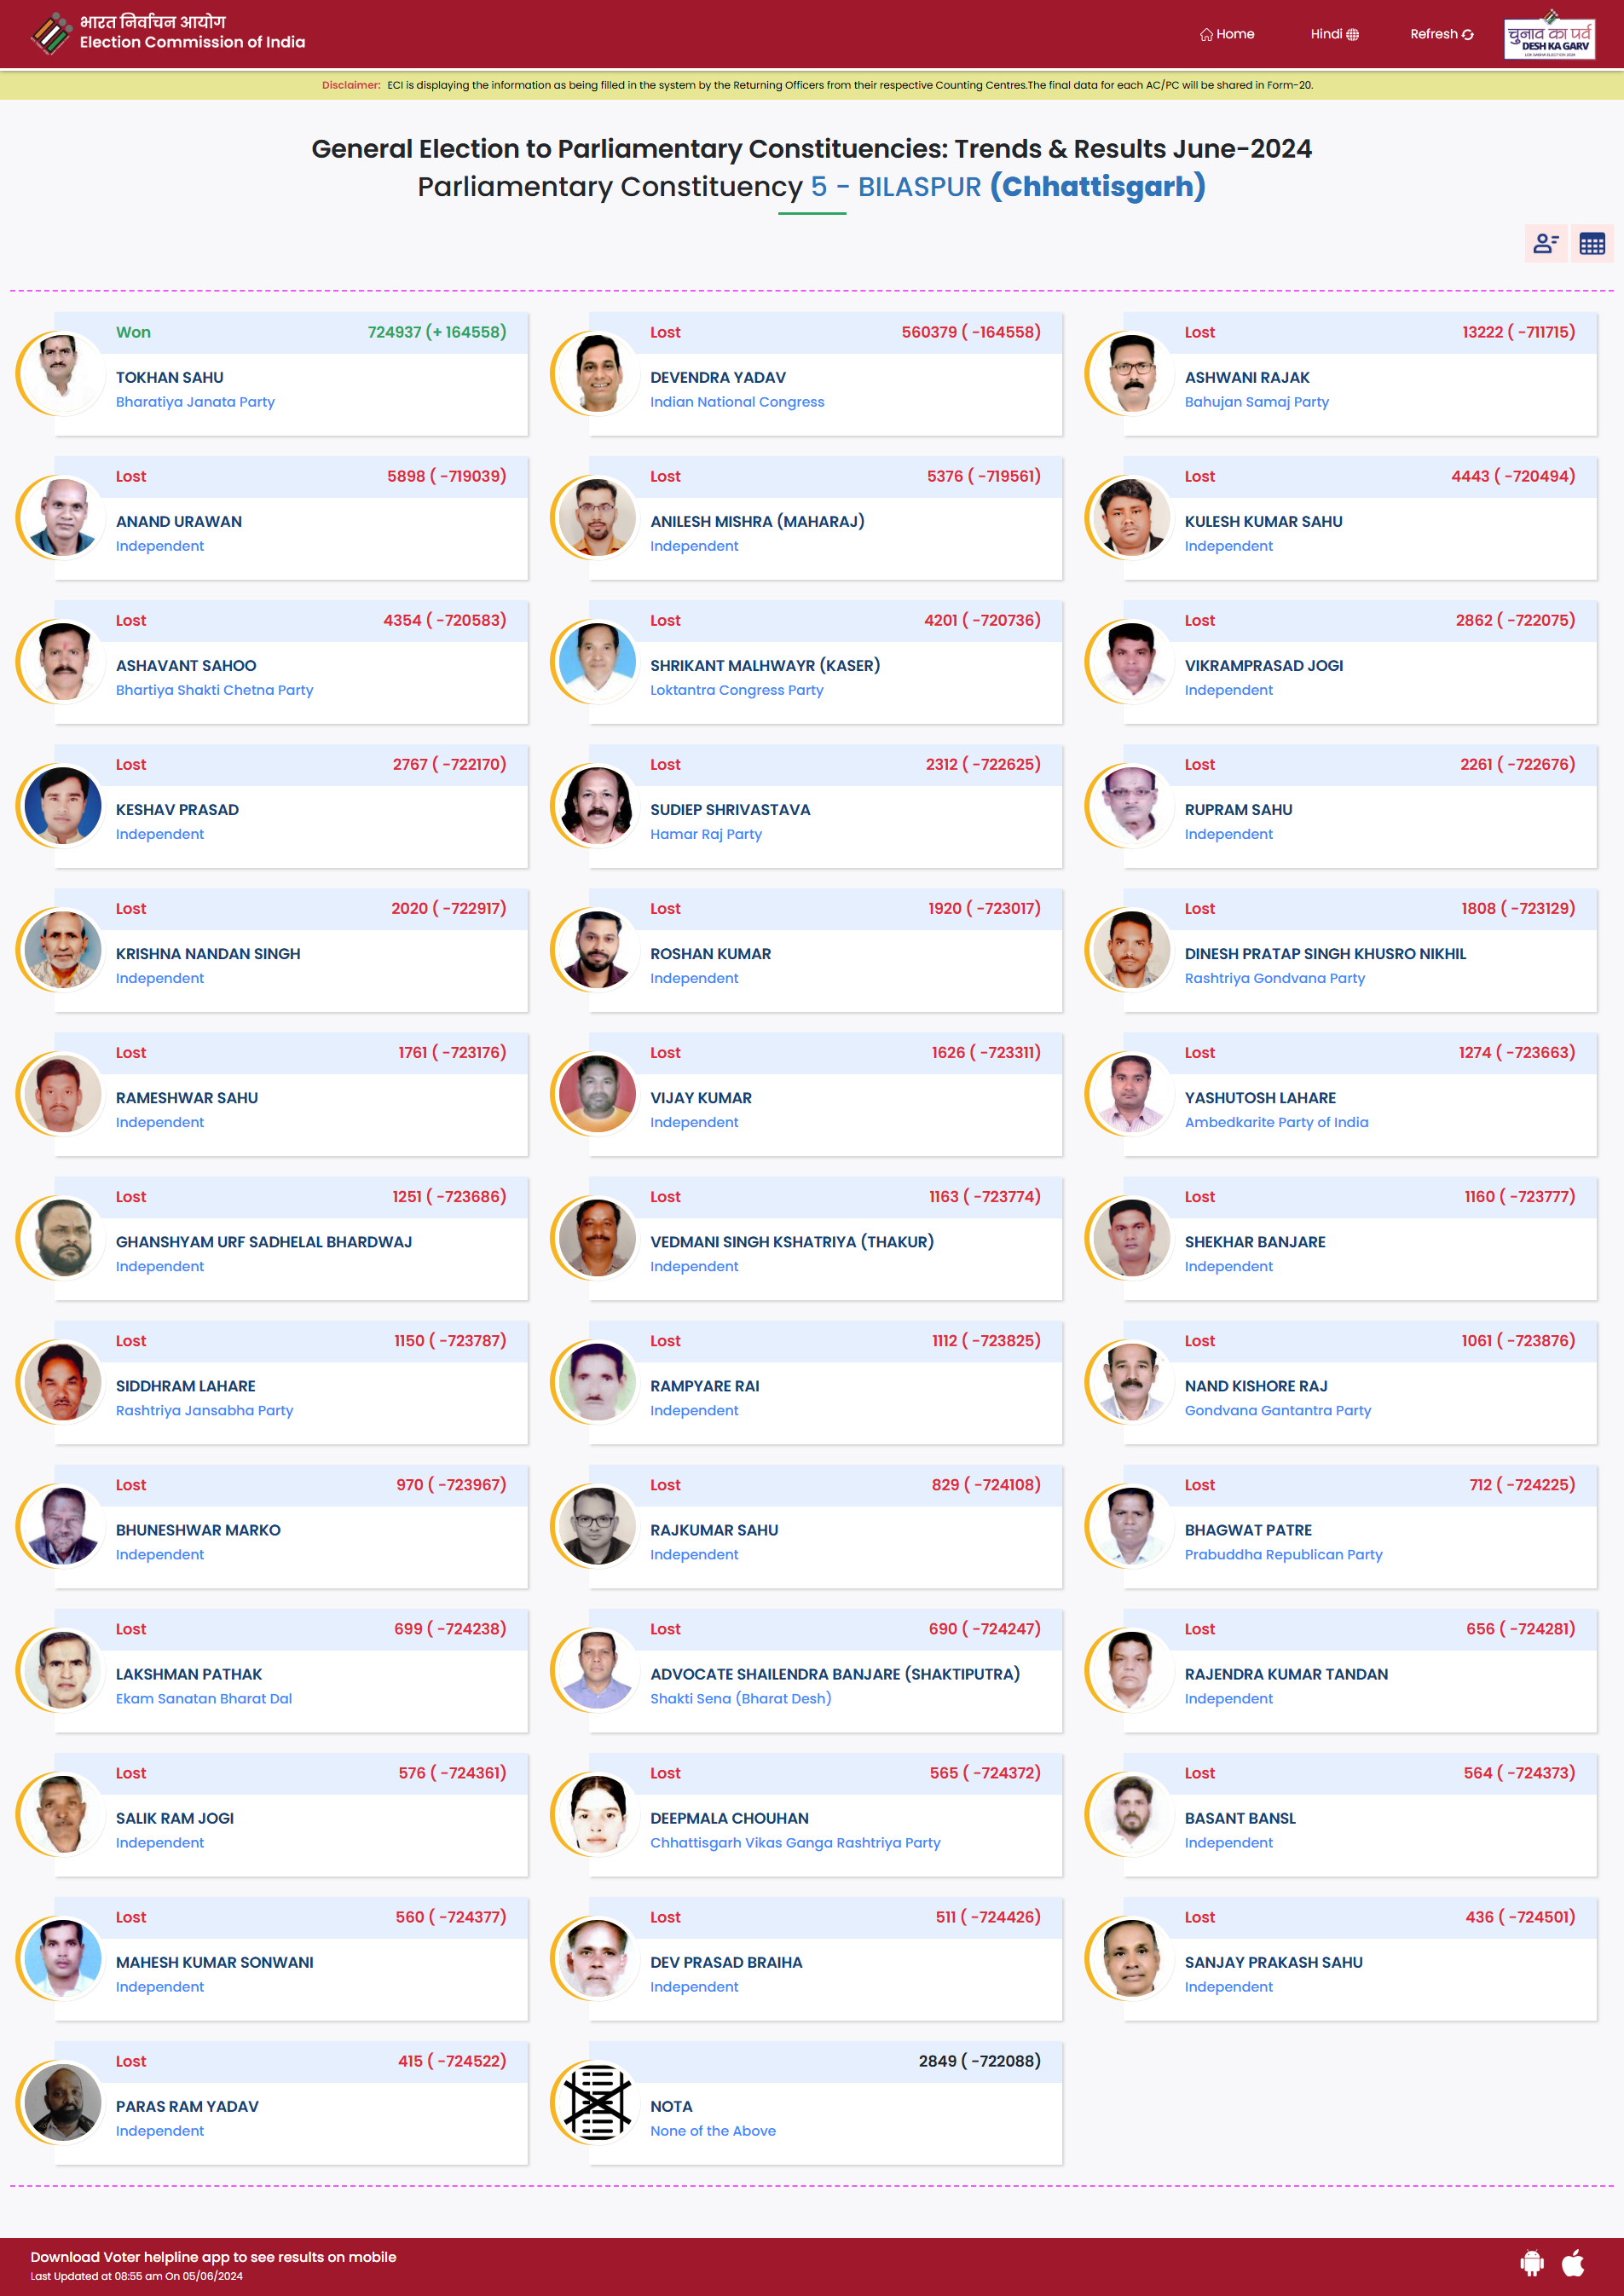 भारत निर्वाचन आयोग
Election Commission of India
Home
Hindi
Refresh
चुनाव का पर्व
DESH KA GARV
LOK SABHA ELECTION 2024
Disclaimer: ECI is displaying the information as being filled in the system by the Returning Officers from their respective Counting Centres.The final data for each AC/PC will be shared in Form-20.
General Election to Parliamentary Constituencies: Trends & Results June-2024
Parliamentary Constituency 5 - BILASPUR (Chhattisgarh)
Won 724937 (+ 164558)
TOKHAN SAHU
Bharatiya Janata Party
Lost 560379 ( -164558)
DEVENDRA YADAV
Indian National Congress
Lost 13222 ( -711715)
ASHWANI RAJAK
Bahujan Samaj Party
Lost 5898 ( -719039)
ANAND URAWAN
Independent
Lost 5376 ( -719561)
ANILESH MISHRA (MAHARAJ)
Independent
Lost 4443 ( -720494)
KULESH KUMAR SAHU
Independent
Lost 4354 ( -720583)
ASHAVANT SAHOO
Bhartiya Shakti Chetna Party
Lost 4201 ( -720736)
SHRIKANT MALHWAYR (KASER)
Loktantra Congress Party
Lost 2862 ( -722075)
VIKRAMPRASAD JOGI
Independent
Lost 2767 ( -722170)
KESHAV PRASAD
Independent
Lost 2312 ( -722625)
SUDIEP SHRIVASTAVA
Hamar Raj Party
Lost 2261 ( -722676)
RUPRAM SAHU
Independent
Lost 2020 ( -722917)
KRISHNA NANDAN SINGH
Independent
Lost 1920 ( -723017)
ROSHAN KUMAR
Independent
Lost 1808 ( -723129)
DINESH PRATAP SINGH KHUSRO NIKHIL
Rashtriya Gondvana Party
Lost 1761 ( -723176)
RAMESHWAR SAHU
Independent
Lost 1626 ( -723311)
VIJAY KUMAR
Independent
Lost 1274 ( -723663)
YASHUTOSH LAHARE
Ambedkarite Party of India
Lost 1251 ( -723686)
GHANSHYAM URF SADHELAL BHARDWAJ
Independent
Lost 1163 ( -723774)
VEDMANI SINGH KSHATRIYA (THAKUR)
Independent
Lost 1160 ( -723777)
SHEKHAR BANJARE
Independent
Lost 1150 ( -723787)
SIDDHRAM LAHARE
Rashtriya Jansabha Party
Lost 1112 ( -723825)
RAMPYARE RAI
Independent
Lost 1061 ( -723876)
NAND KISHORE RAJ
Gondvana Gantantra Party
Lost 970 ( -723967)
BHUNESHWAR MARKO
Independent
Lost 829 ( -724108)
RAJKUMAR SAHU
Independent
Lost 712 ( -724225)
BHAGWAT PATRE
Prabuddha Republican Party
Lost 699 ( -724238)
LAKSHMAN PATHAK
Ekam Sanatan Bharat Dal
Lost 690 ( -724247)
ADVOCATE SHAILENDRA BANJARE (SHAKTIPUTRA)
Shakti Sena (Bharat Desh)
Lost 656 ( -724281)
RAJENDRA KUMAR TANDAN
Independent
Lost 576 ( -724361)
SALIK RAM JOGI
Independent
Lost 565 ( -724372)
DEEPMALA CHOUHAN
Chhattisgarh Vikas Ganga Rashtriya Party
Lost 564 ( -724373)
BASANT BANSL
Independent
Lost 560 ( -724377)
MAHESH KUMAR SONWANI
Independent
Lost 511 ( -724426)
DEV PRASAD BRAIHA
Independent
Lost 436 ( -724501)
SANJAY PRAKASH SAHU
Independent
Lost 415 ( -724522)
PARAS RAM YADAV
Independent
2849 ( -722088)
NOTA
None of the Above
Download Voter helpline app to see results on mobile
Last Updated at 08:55 am On 05/06/2024